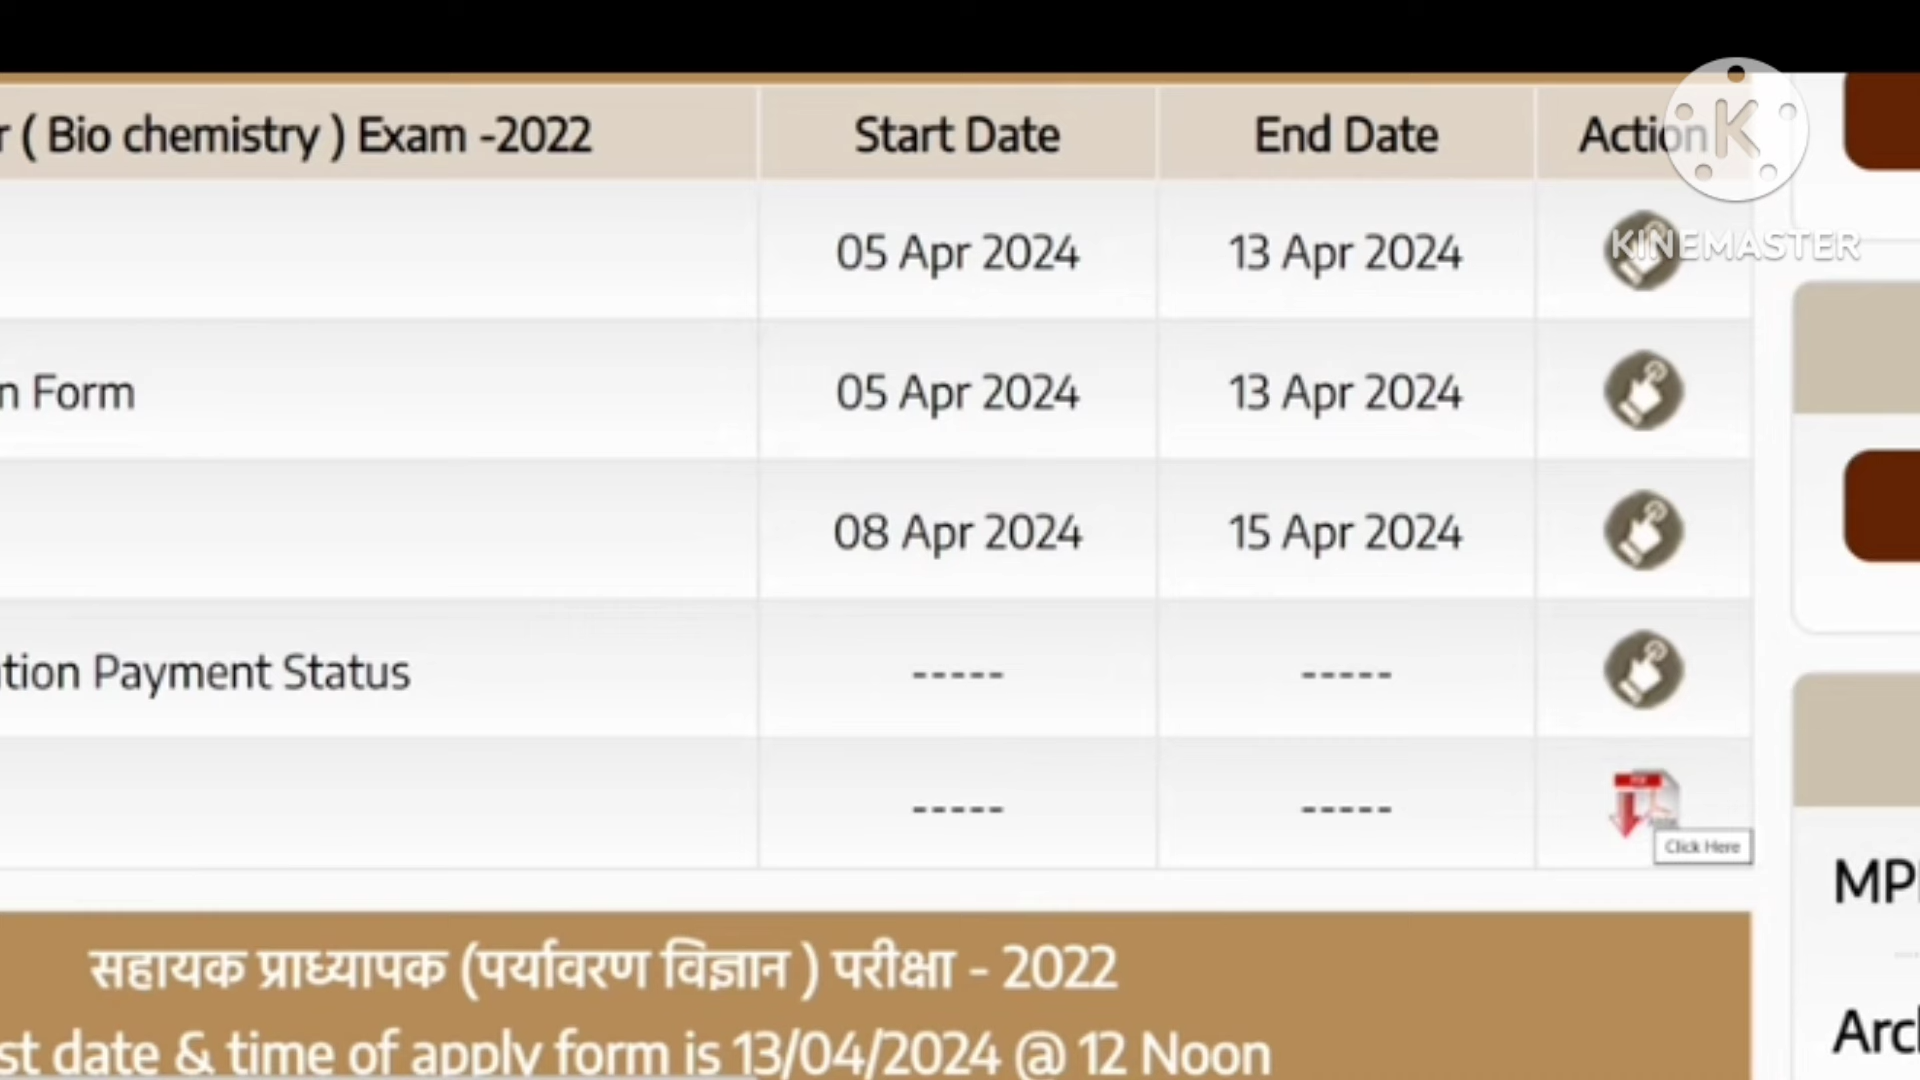 r ( Bio chemistry ) Exam -2022 Start Date End Date Action
05 Apr 2024 13 Apr 2024
KINEMASTER
n Form 05 Apr 2024 13 Apr 2024
08 Apr 2024 15 Apr 2024
ation Payment Status ----- -----
----- -----
Click Here
सहायक प्राध्यापक (पर्यावरण विज्ञान ) परीक्षा - 2022
st date & time of apply form is 13/04/2024 @ 12 Noon
MP
Arc